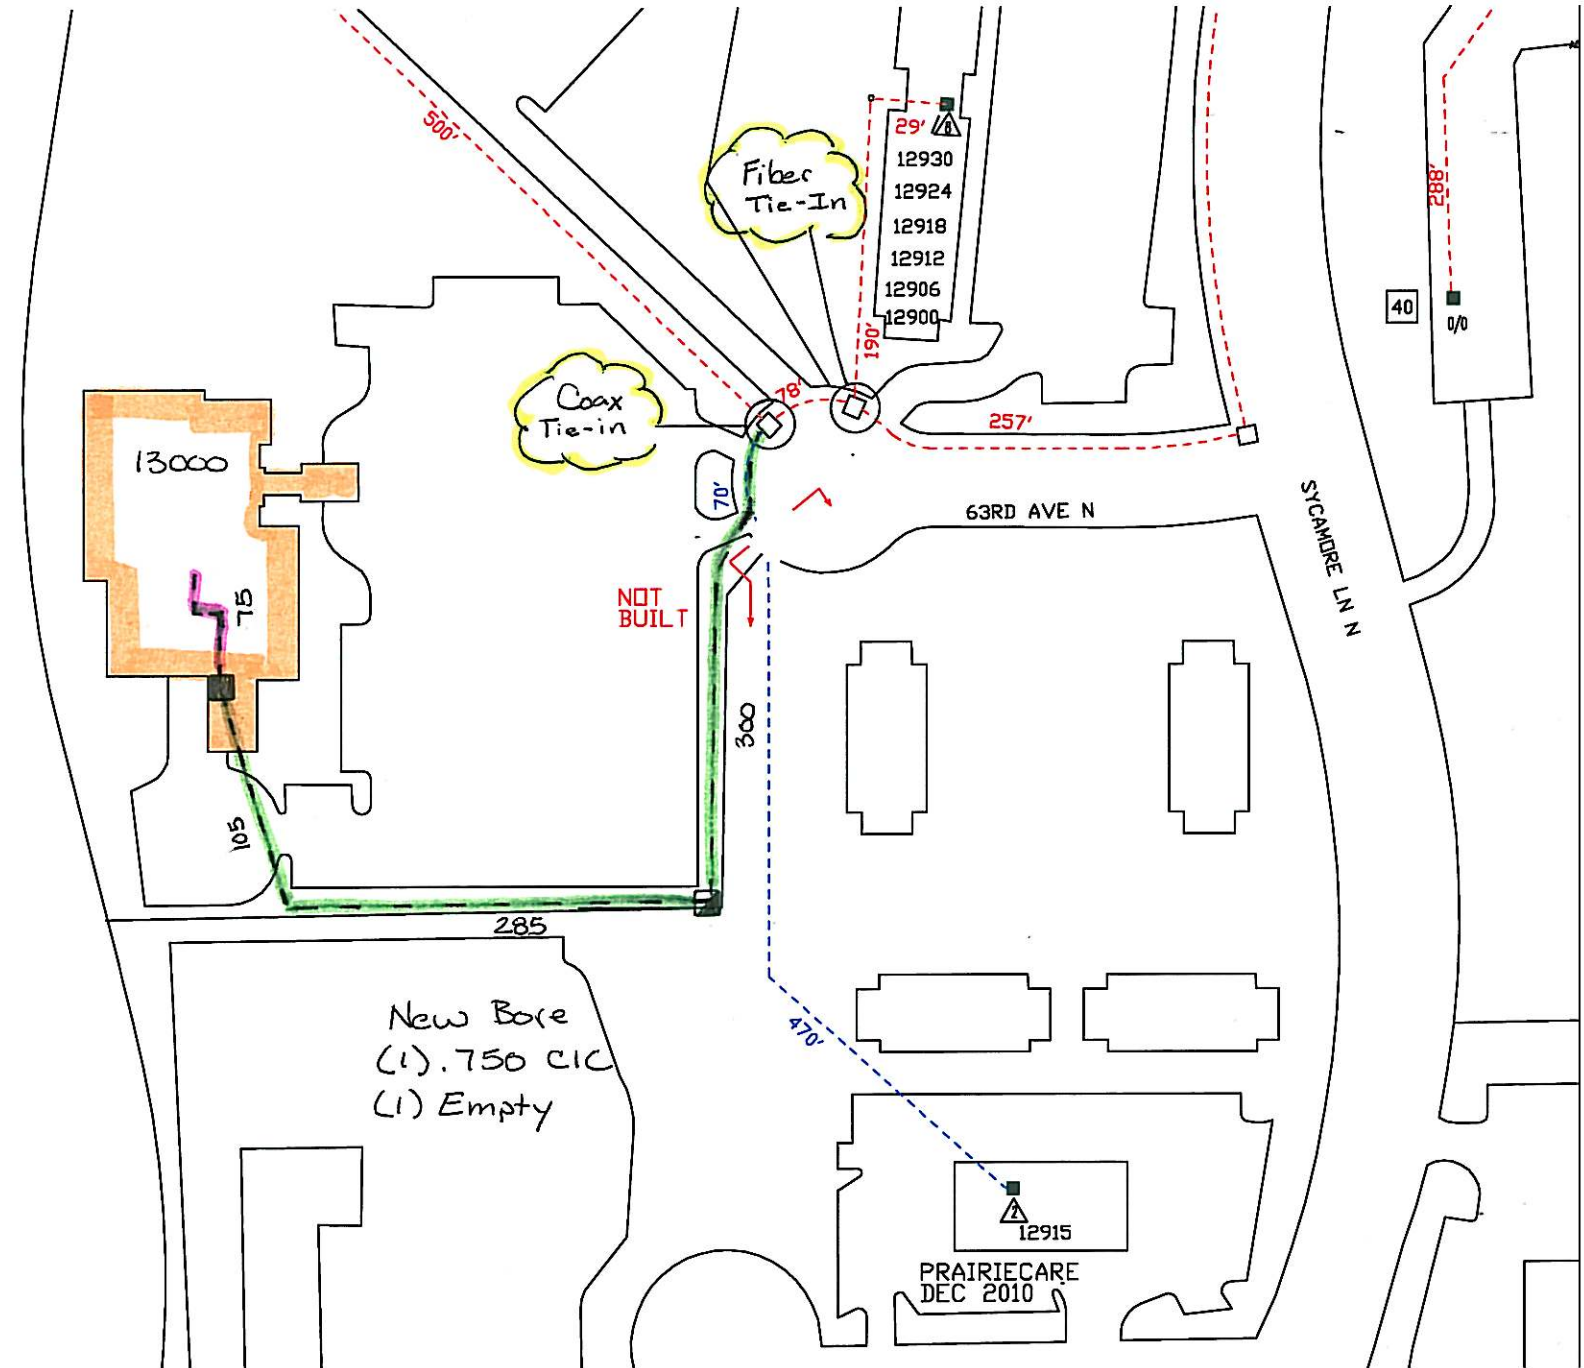 500'
29'
8
12930
12924
12918
12912
12906
12900
Fiber
Tie-In
288'
40
0/0
190'
78'
Coax
Tie-in
257'
13000
70'
63RD AVE N
SYCAMORE LN N
NOT
BUILT
75
300
105
285
New Bore
(1) .750 CIC
(1) Empty
470'
2
12915
PRAIRIECARE
DEC 2010